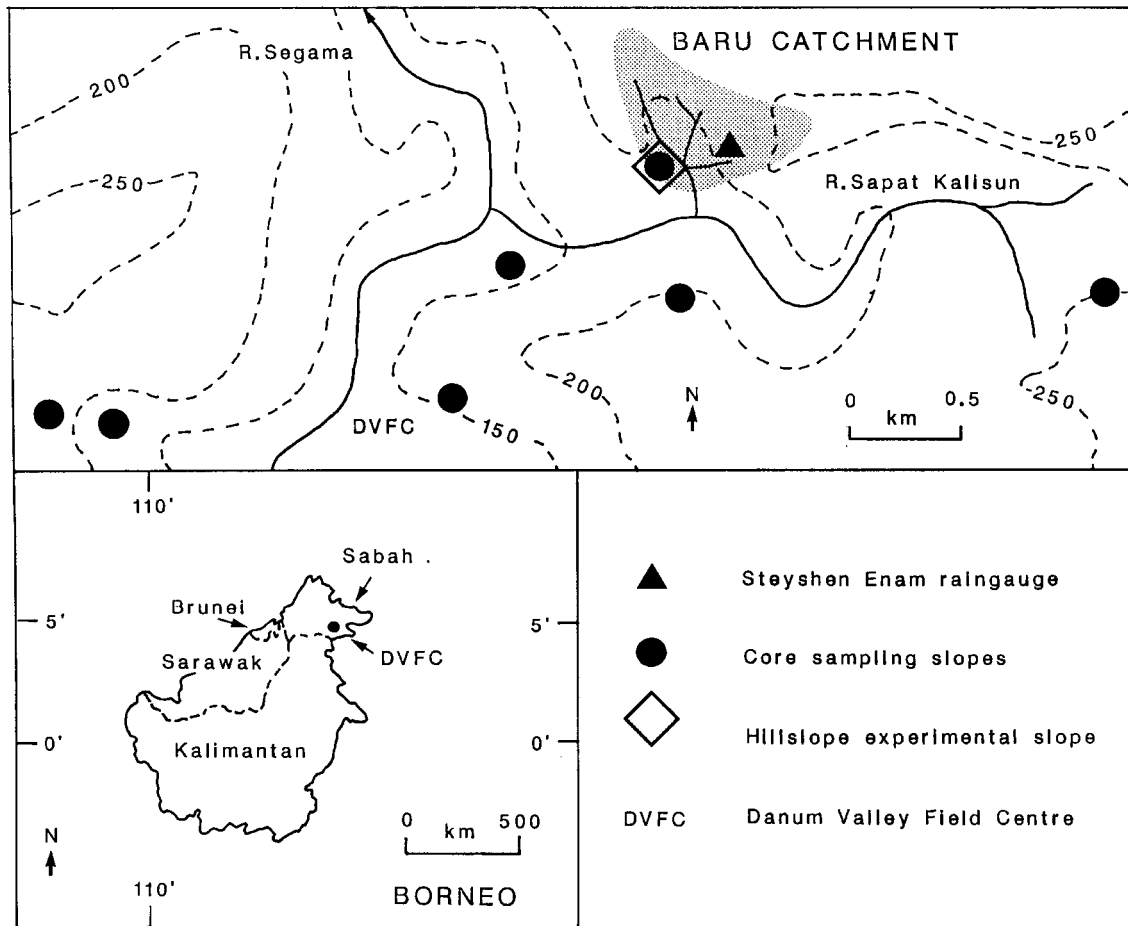 BARU CATCHMENT
R.Segama
200
250
250
R.Sapat Kalisun
N
200
0 0.5
km
250
150
DVFC
110'
Sabah .
Brunei
5'
5'
DVFC
Sarawak
0'
0'
Kalimantan
N
0 500
km
110'
BORNEO
Steyshen Enam raingauge
Core sampling slopes
Hillslope experimental slope
DVFC Danum Valley Field Centre